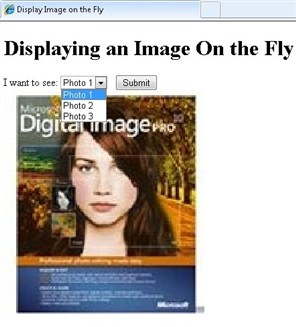 Display Image on the Fly
Displaying an Image On the Fly
I want to see: Photo 1 Submit
Photo 1
Photo 2
Photo 3
Microsoft
Digital Image PRO 10
Professional photo editing made easy
Microsoft